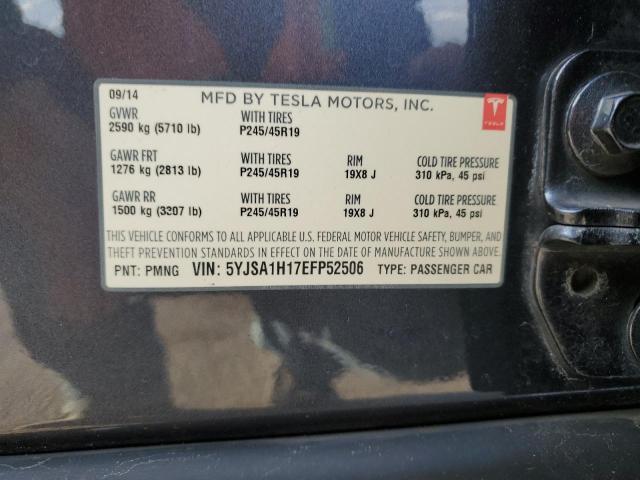 09/14 MFD BY TESLA MOTORS, INC.
GVWR WITH TIRES
2590 kg (5710 lb) P245/45R19
TESLA
GAWR FRT WITH TIRES RIM COLD TIRE PRESSURE
1276 kg (2813 lb) P245/45R19 19X8 J 310 kPa, 45 psi
GAWR RR WITH TIRES RIM COLD TIRE PRESSURE
1500 kg (3307 lb) P245/45R19 19X8 J 310 kPa, 45 psi
THIS VEHICLE CONFORMS TO ALL APPLICABLE U.S. FEDERAL MOTOR VEHICLE SAFETY, BUMPER, AND
THEFT PREVENTION STANDARDS IN EFFECT ON THE DATE OF MANUFACTURE SHOWN ABOVE.
PNT: PMNG VIN: 5YJSA1H17EFP52506 TYPE: PASSENGER CAR